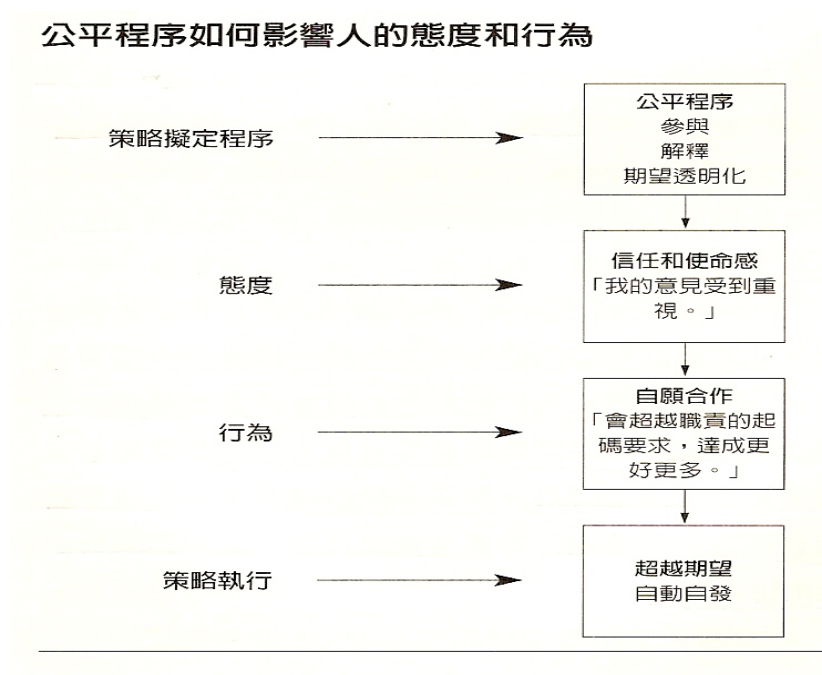 公平程序如何影響人的態度和行為
策略擬定程序
公平程序
參與
解釋
期望透明化
態度
信任和使命感
「我的意見受到重
視。」
行為
自願合作
「會超越職責的起
碼要求，達成更
好更多。」
策略執行
超越期望
自動自發